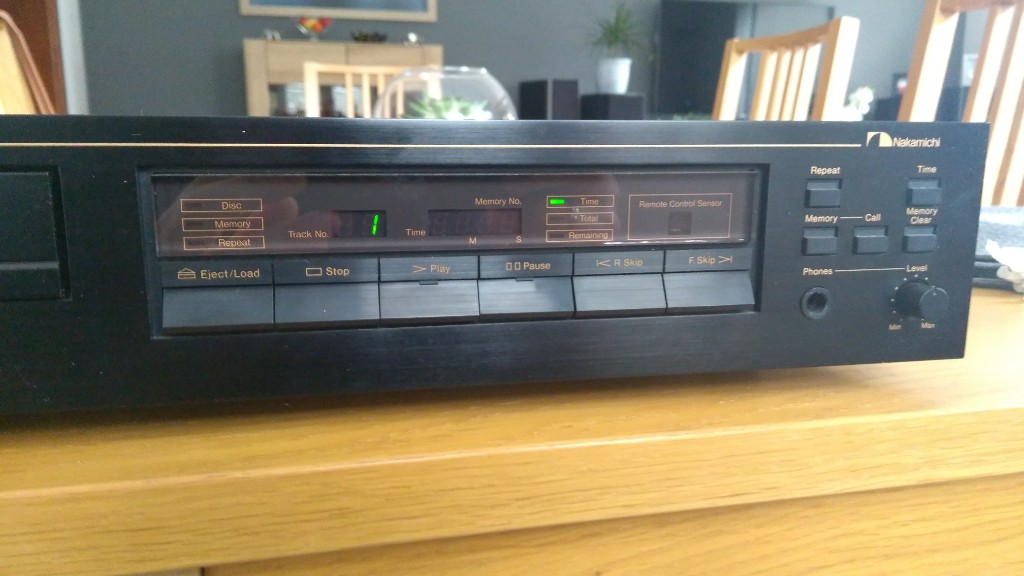 Nakamichi
Disc
Memory
Repeat
Track No. 1
Time
Memory No.
M S
Time
Total
Remaining
Remote Control Sensor
Eject/Load
Stop
Play
Pause
R Skip
F. Skip
Repeat
Time
Memory
Call
Memory
Clear
Phones
Level
Min
Max